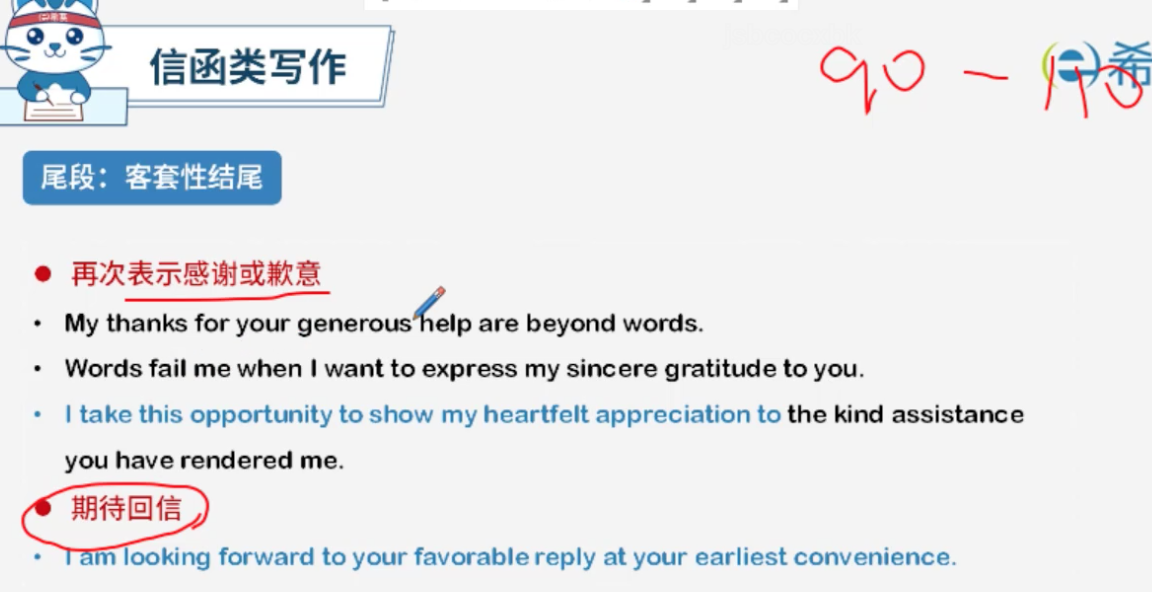 信函类写作
90 - 110
希
尾段：客套性结尾
再次表示感谢或歉意
My thanks for your generous help are beyond words.
Words fail me when I want to express my sincere gratitude to you.
I take this opportunity to show my heartfelt appreciation to the kind assistance
you have rendered me.
期待回信
I am looking forward to your favorable reply at your earliest convenience.